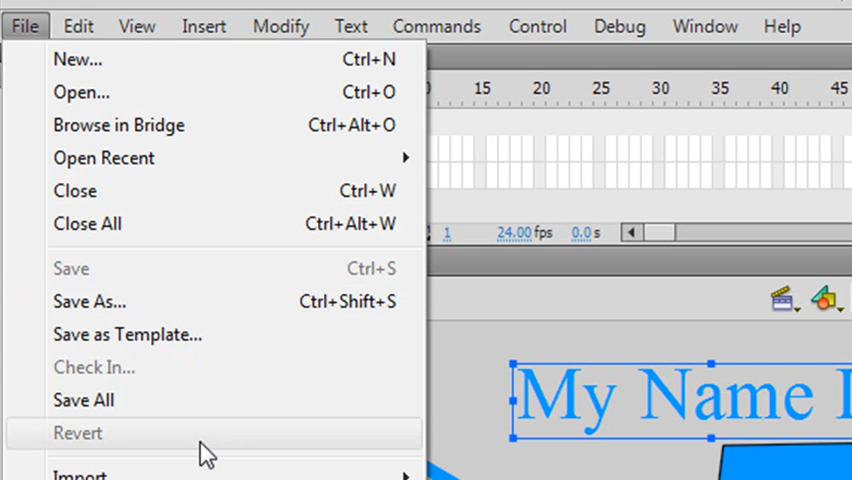 File Edit View Insert Modify Text Commands Control Debug Window Help
New... Ctrl+N
Open... Ctrl+O
Browse in Bridge Ctrl+Alt+O
Open Recent
Close Ctrl+W
Close All Ctrl+Alt+W
Save Ctrl+S
Save As... Ctrl+Shift+S
Save as Template...
Check In...
Save All
Revert
Import
15 20 25 30 35 40 45
1 24.00 fps 0.0 s
My Name